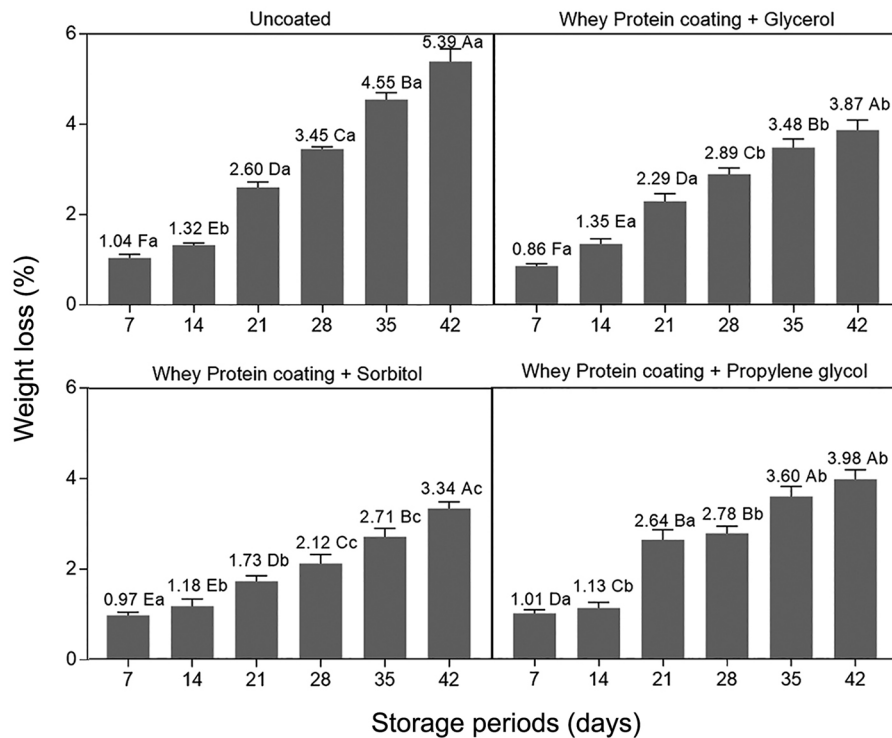 Uncoated
Whey Protein coating + Glycerol
6
4
2
0
1.04 Fa
1.32 Eb
2.60 Da
3.45 Ca
4.55 Ba
5.39 Aa
7
14
21
28
35
42
0.86 Fa
1.35 Ea
2.29 Da
2.89 Cb
3.48 Bb
3.87 Ab
7
14
21
28
35
42
Weight loss (%)
Whey Protein coating + Sorbitol
Whey Protein coating + Propylene glycol
6
4
2
0
0.97 Ea
1.18 Eb
1.73 Db
2.12 Cc
2.71 Bc
3.34 Ac
7
14
21
28
35
42
1.01 Da
1.13 Cb
2.64 Ba
2.78 Bb
3.60 Ab
3.98 Ab
7
14
21
28
35
42
Storage periods (days)